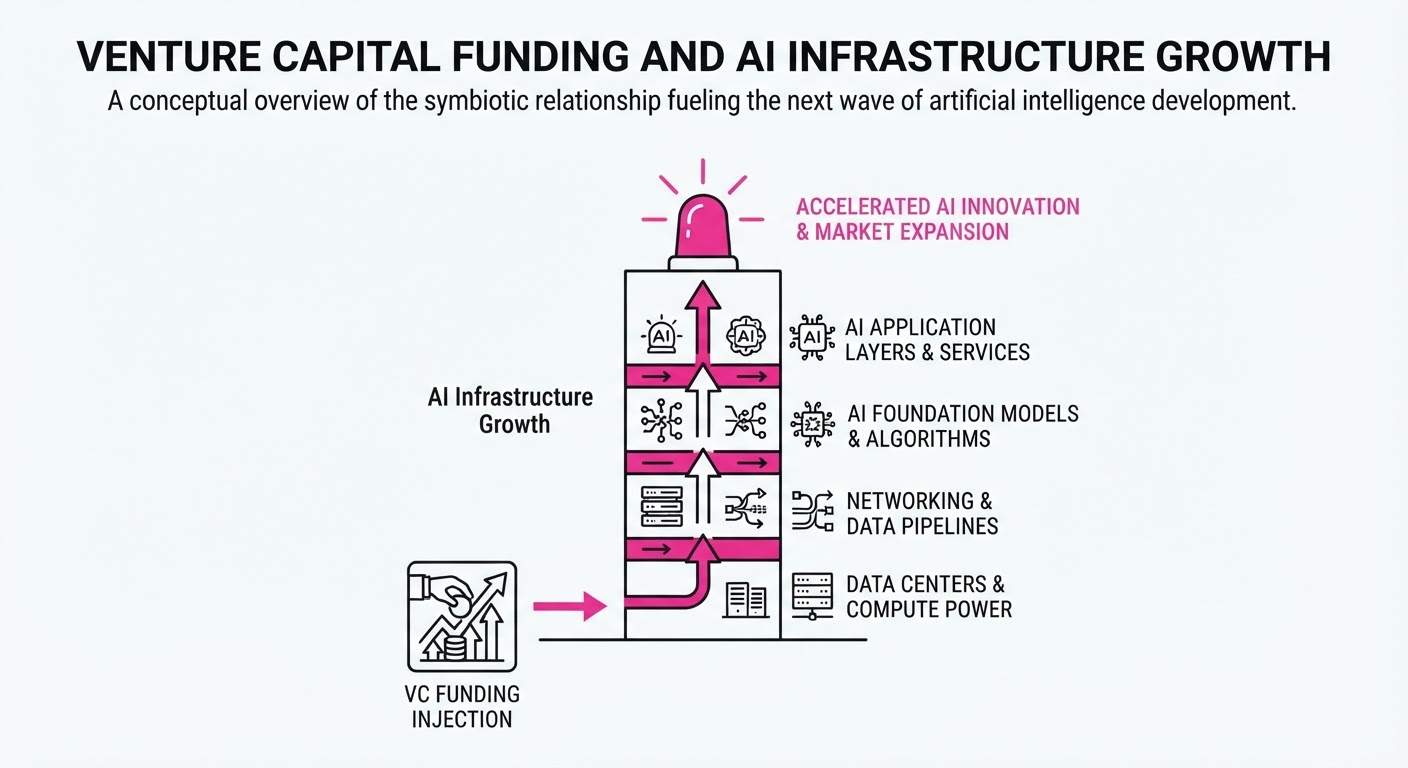 VENTURE CAPITAL FUNDING AND AI INFRASTRUCTURE GROWTH
A conceptual overview of the symbiotic relationship fueling the next wave of artificial intelligence development.
ACCELERATED AI INNOVATION
& MARKET EXPANSION
AI
AI
AI
AI APPLICATION
LAYERS & SERVICES
AI Infrastructure
Growth
AI FOUNDATION MODELS
& ALGORITHMS
NETWORKING &
DATA PIPELINES
DATA CENTERS &
COMPUTE POWER
VC FUNDING
INJECTION